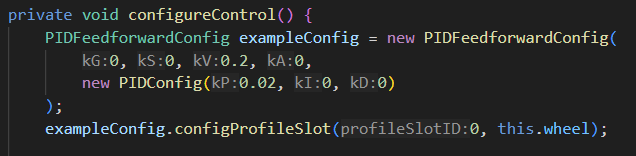 private void configureControl() {
PIDFeedforwardConfig exampleConfig = new PIDFeedforwardConfig(
kG:0, kS:0, kV:0.2, kA:0,
new PIDConfig(kP:0.02, kI:0, kD:0)
);
exampleConfig.configProfileSlot(profileSlotID:0, this.wheel);